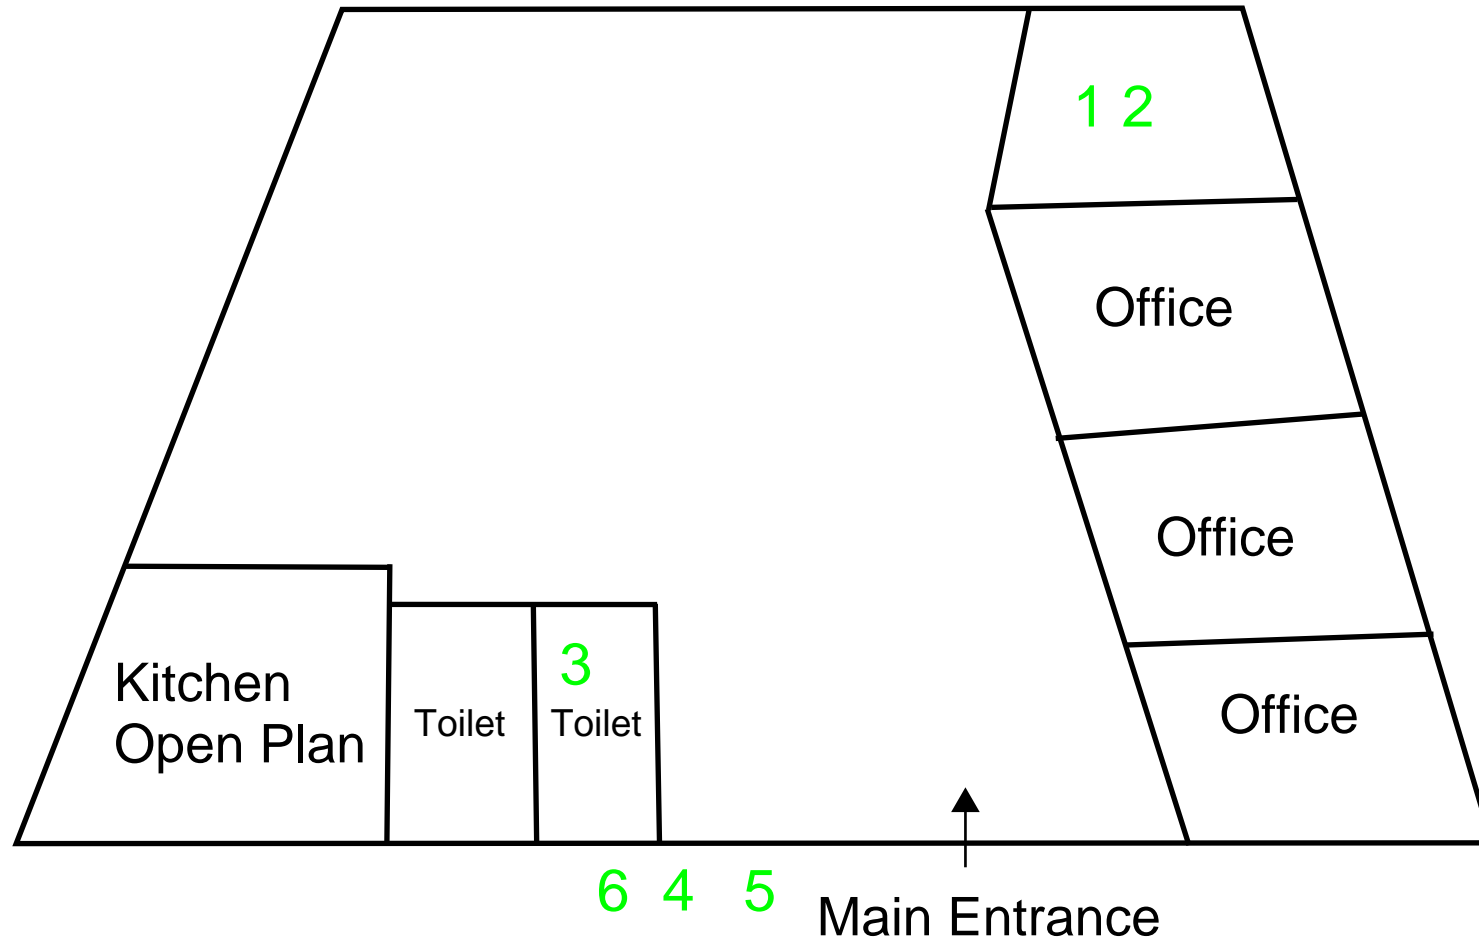 1 2
Office
Office
3
Kitchen
Open Plan
Toilet
Toilet
Office
6 4 5
Main Entrance